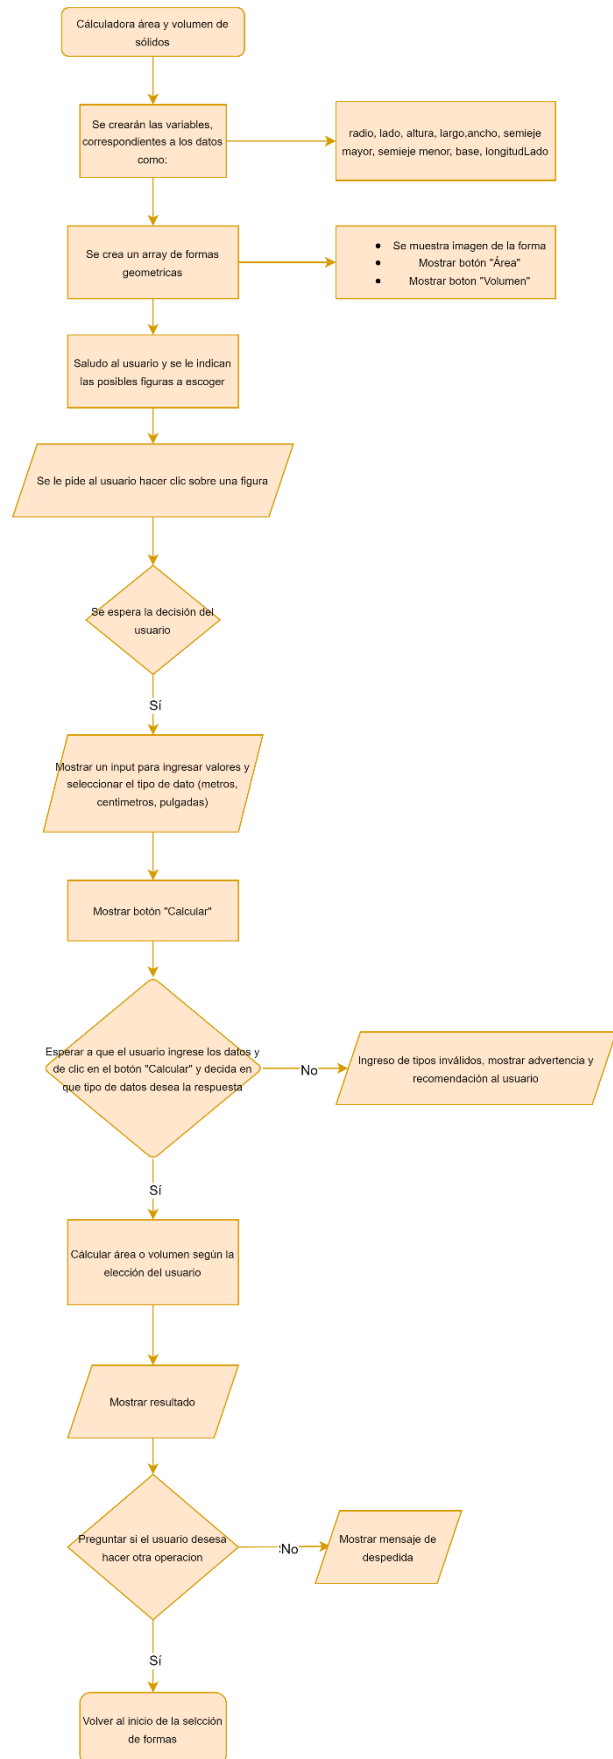 Cálculadora área y volumen de
sólidos
Se crearán las variables,
correspondientes a los datos
como:
radio, lado, altura, largo,ancho, semieje
mayor, semieje menor, base, longitudLado
Se crea un array de formas
geometricas
Se muestra imagen de la forma
Mostrar botón "Área"
Mostrar boton "Volumen"
Saludo al usuario y se le indican
las posibles figuras a escoger
Se le pide al usuario hacer clic sobre una figura
Se espera la decisión del
usuario
Sí
Mostrar un input para ingresar valores y
seleccionar el tipo de dato (metros,
centimetros, pulgadas)
Mostrar botón "Calcular"
Esperar a que el usuario ingrese los datos y
de clic en el botón "Calcular" y decida en
que tipo de datos desea la respuesta
No
Ingreso de tipos inválidos, mostrar advertencia y
recomendación al usuario
Sí
Cálcular área o volumen según la
elección del usuario
Mostrar resultado
Preguntar si el usuario desesa
hacer otra operacion
:No
Mostrar mensaje de
despedida
Sí
Volver al inicio de la selcción
de formas